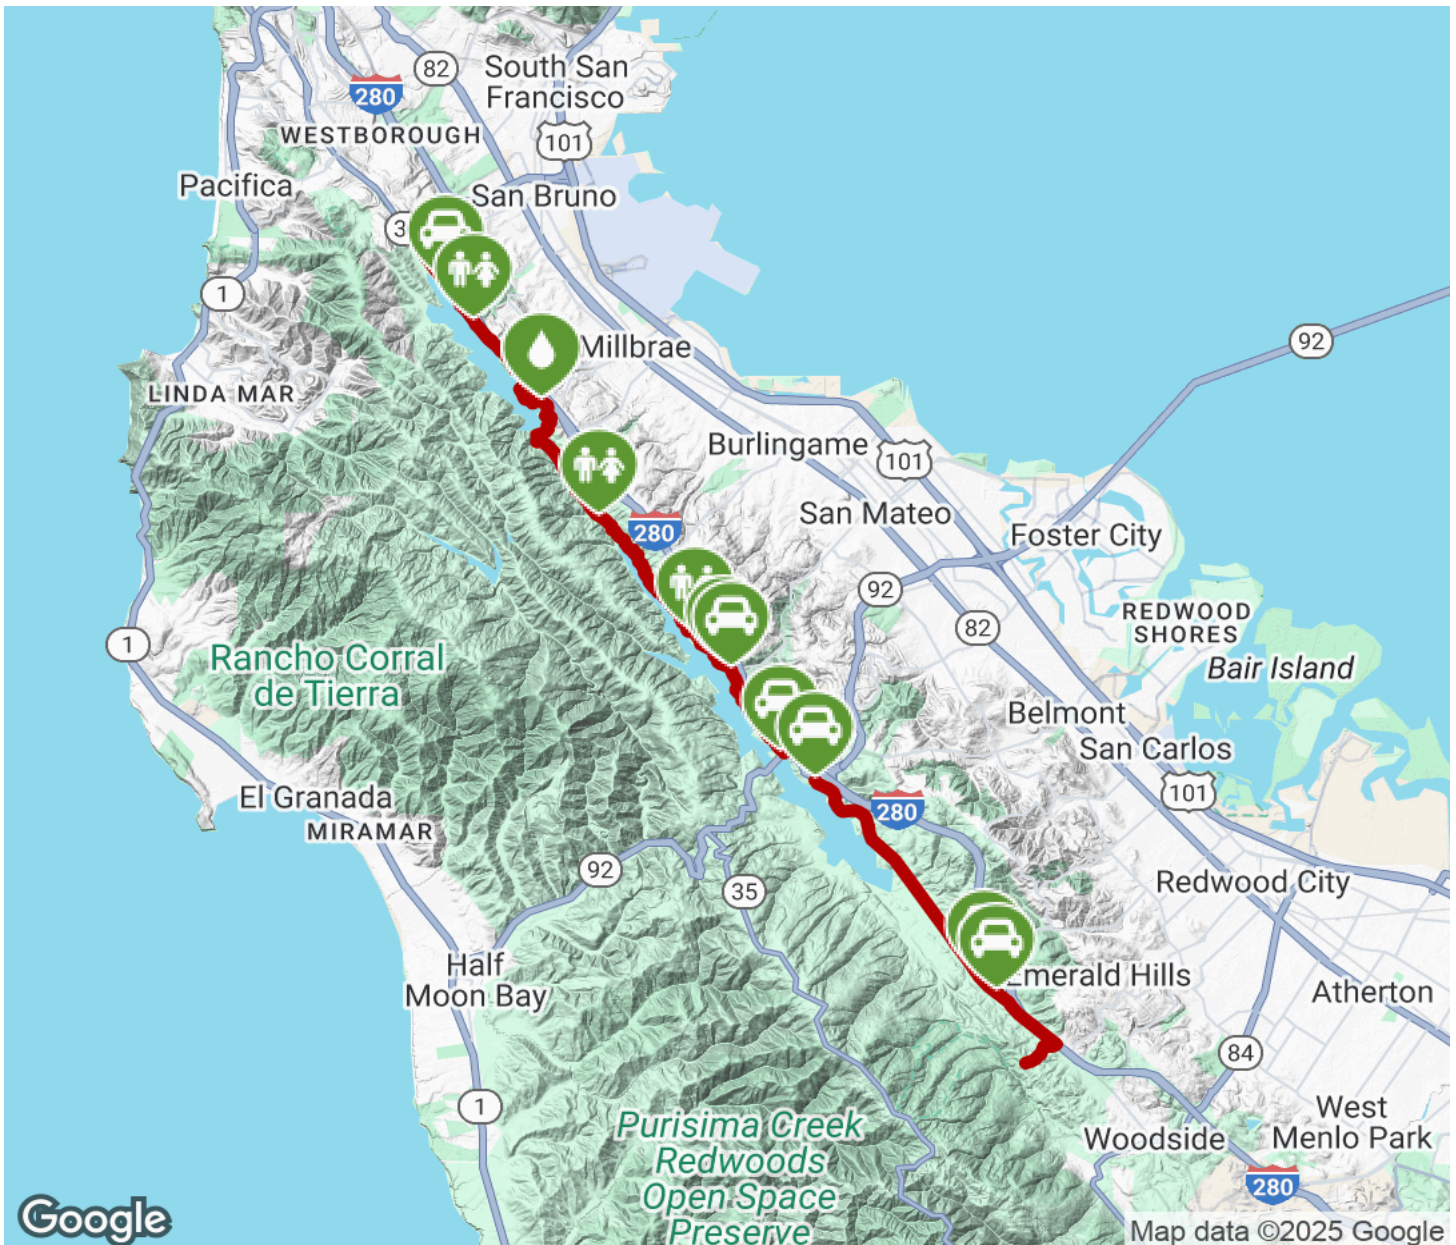 82
South San
Francisco
280
WESTBOROUGH
101
Pacifica
San Bruno
3
1
Millbrae
92
LINDA MAR
Burlingame
101
San Mateo
280
Foster City
92
REDWOOD
SHORES
82
1
Rancho Corral
de Tierra
Bair Island
Belmont
San Carlos
El Granada
MIRAMAR
280
101
92
35
Redwood City
Half
Moon Bay
Emerald Hills
Atherton
84
1
Purisima Creek
Redwoods
Open Space
Preserve
West
Menlo Park
Woodside
280
Google
Map data ©2025 Google